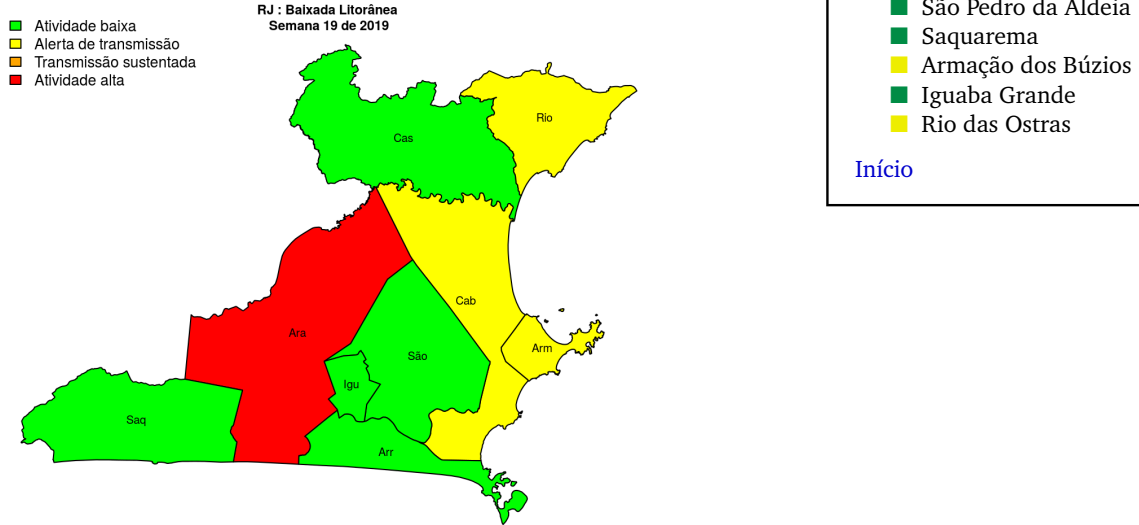 RJ : Baixada Litorânea
Semana 19 de 2019
Atividade baixa
Alerta de transmissão
Transmissão sustentada
Atividade alta
Rio
Cas
Cab
Ara
Arm
São
Igu
Saq
Arr
São Pedro da Aldeia
Saquarema
Armação dos Búzios
Iguaba Grande
Rio das Ostras
Início